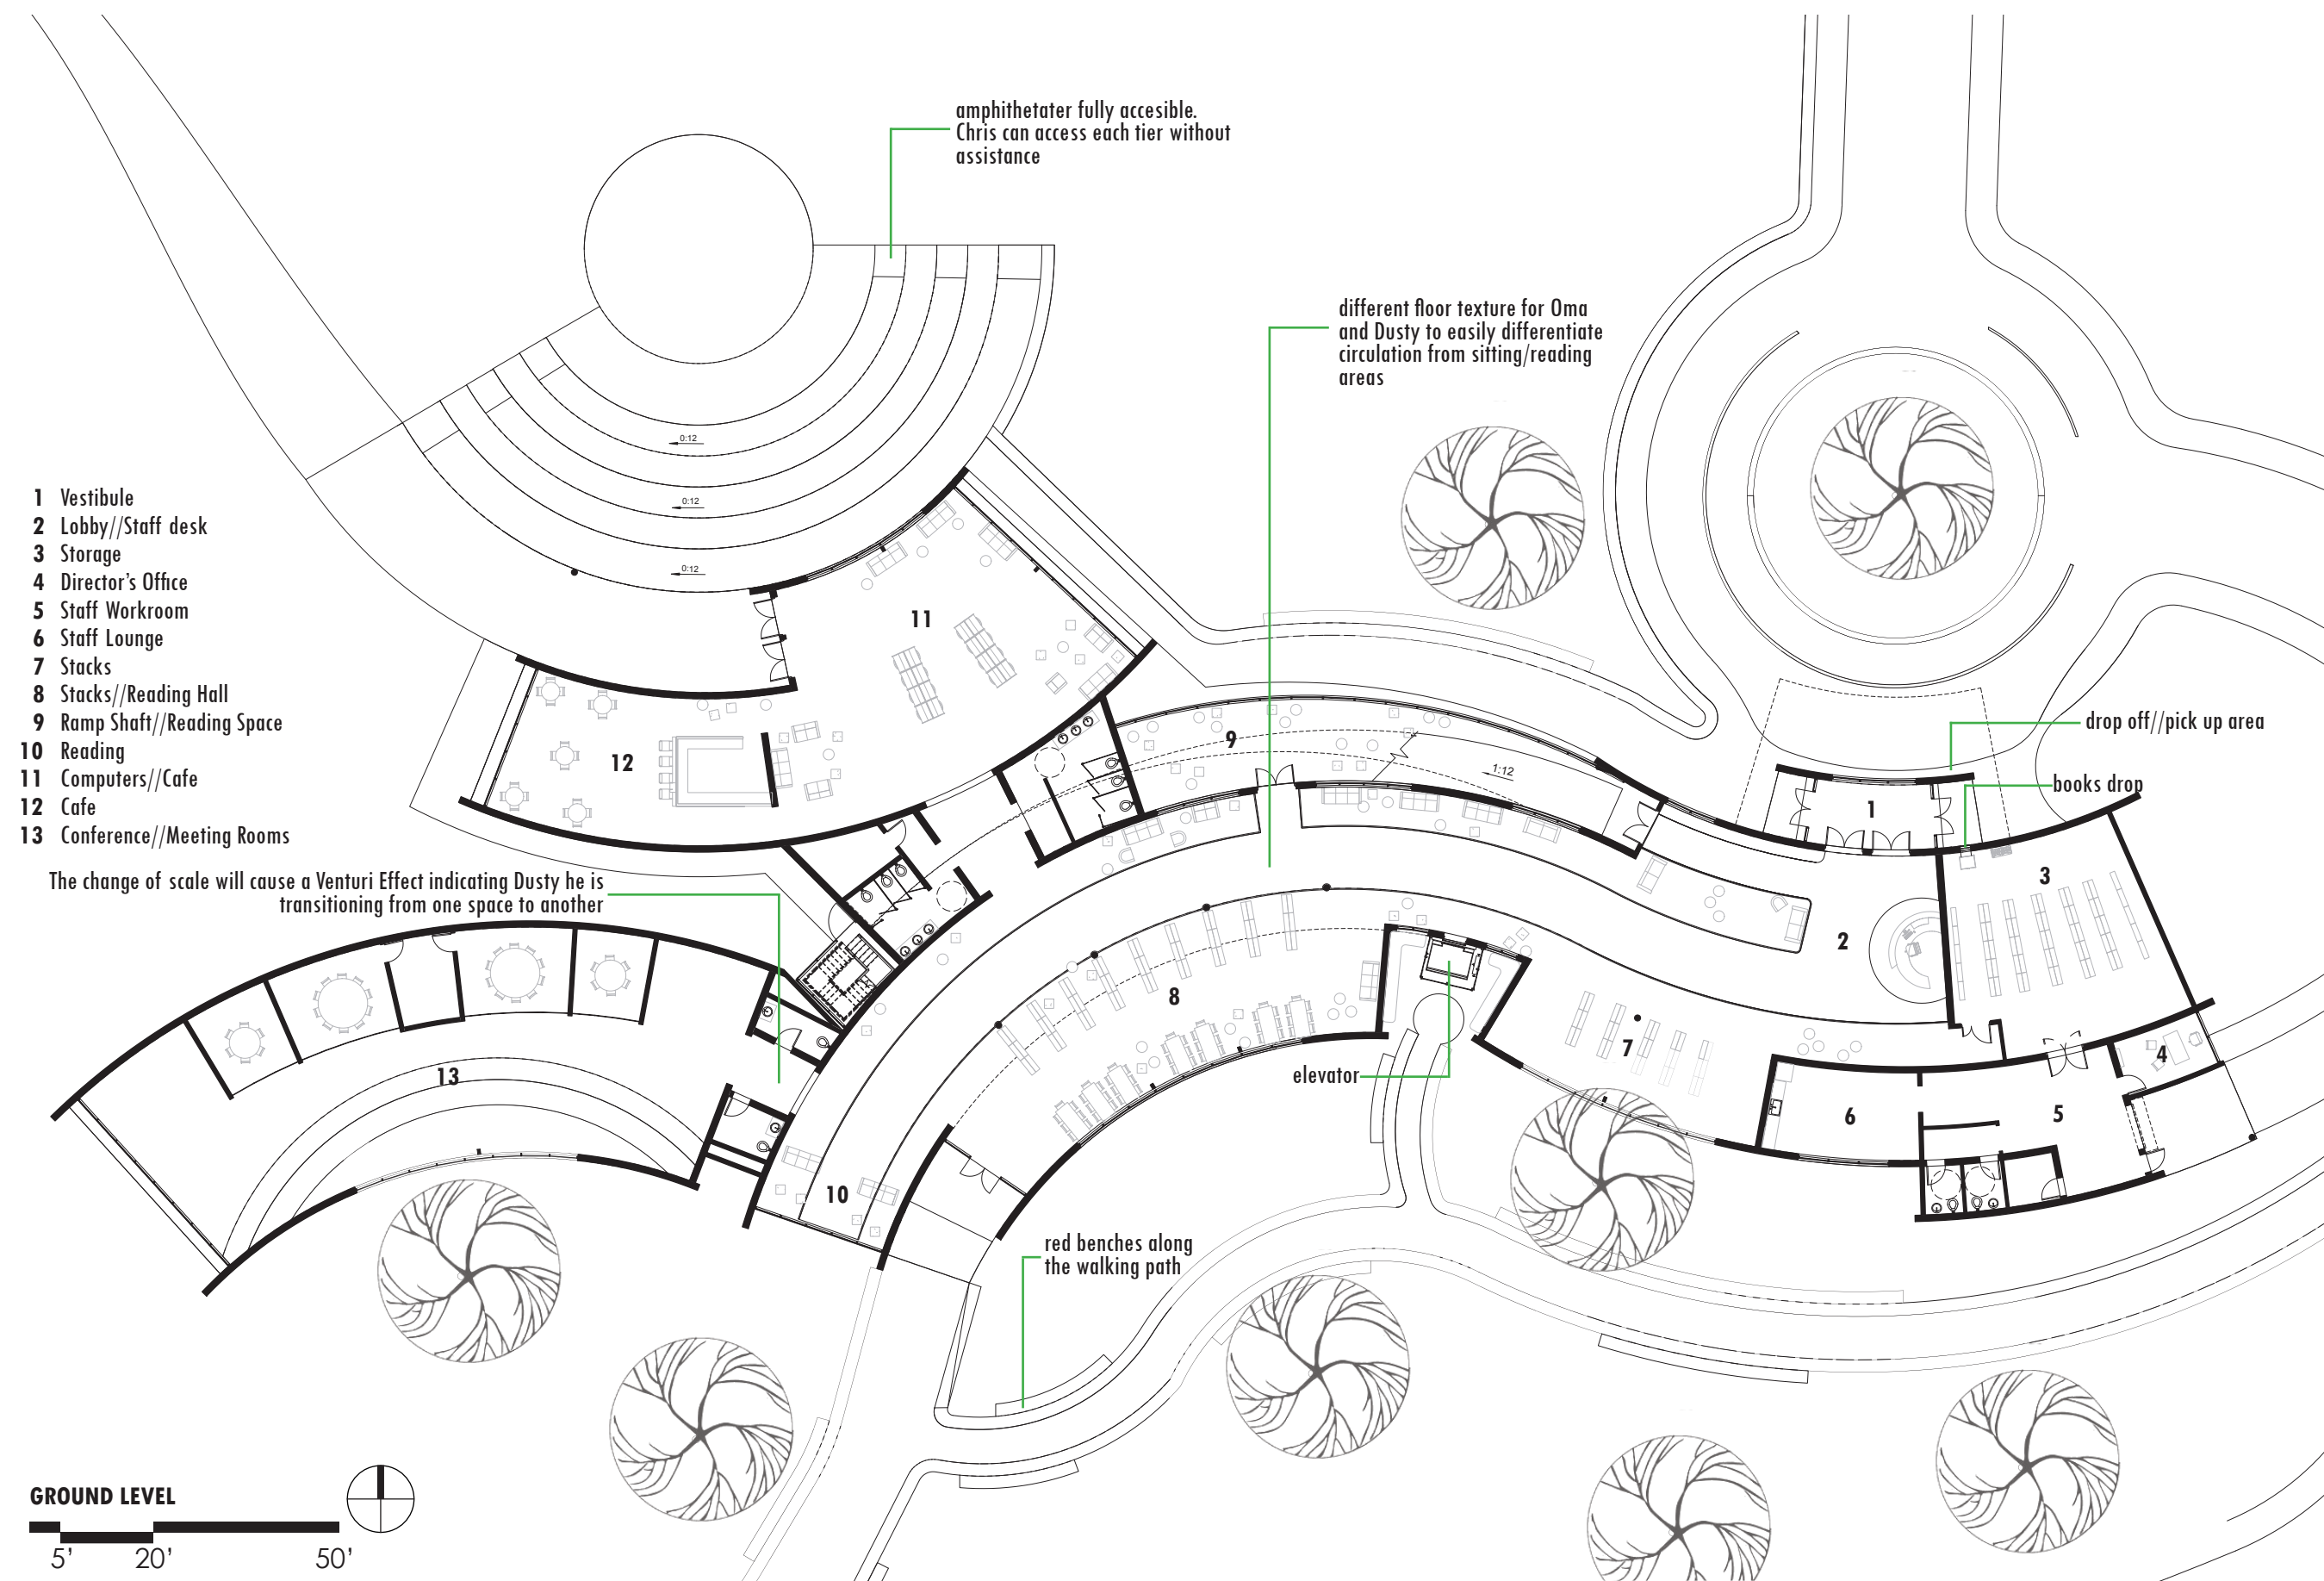 amphithetater fully accesible.
Chris can access each tier without
assistance
different floor texture for Oma
and Dusty to easily differentiate
circulation from sitting/reading
areas
0:12
0:12
0:12
1 Vestibule
2 Lobby//Staff desk
3 Storage
4 Director's Office
5 Staff Workroom
6 Staff Lounge
7 Stacks
8 Stacks//Reading Hall
9 Ramp Shaft//Reading Space
10 Reading
11 Computers//Cafe
12 Cafe
13 Conference//Meeting Rooms
11
12
9
1:12
drop off//pick up area
books drop
1
3
2
The change of scale will cause a Venturi Effect indicating Dusty he is
transitioning from one space to another
8
7
4
elevator
13
6
5
10
red benches along
the walking path
GROUND LEVEL
5' 20' 50'